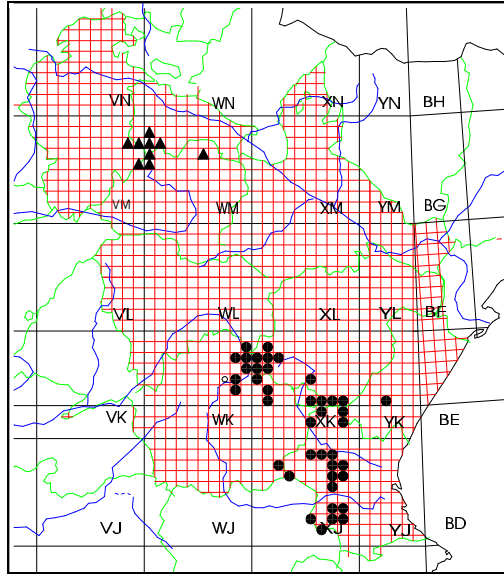 VN WN XN YN BH
VM WM XM YM BG
VL WL XL YL BF
VK WK XK YK BE
VJ WJ XJ YJ BD